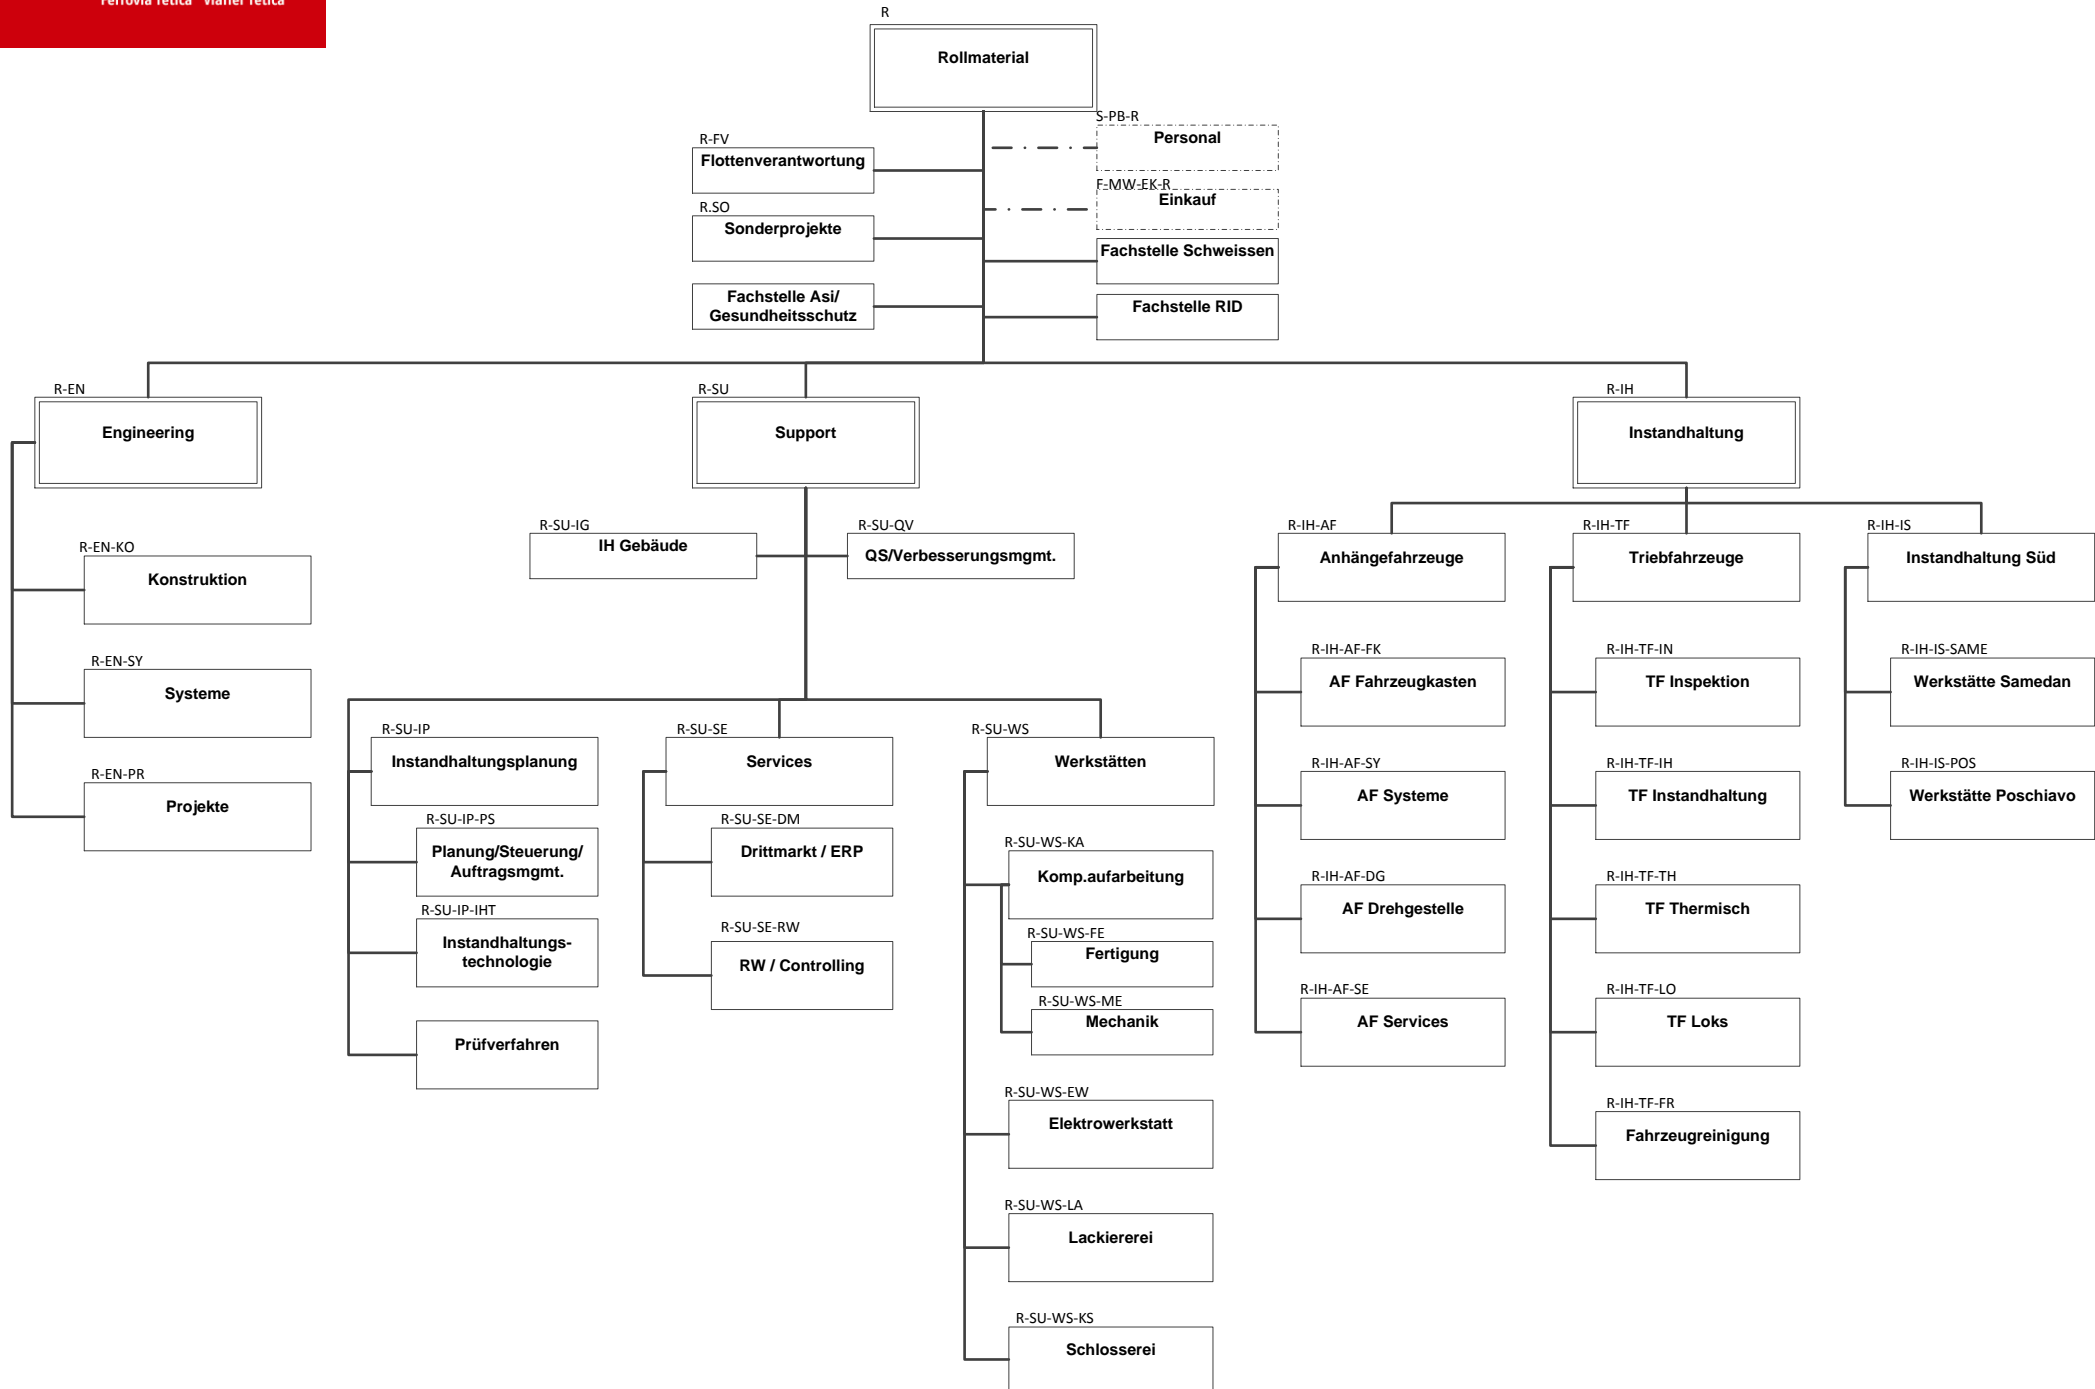 Ferrovia retica Viafier retica
R
Rollmaterial
S-PB-R
Personal
R-FV
Flottenverantwortung
F-MW-EK-R
Einkauf
R.SO
Sonderprojekte
Fachstelle Schweissen
Fachstelle Asi/
Gesundheitsschutz
Fachstelle RID
R-EN
Engineering
R-SU
Support
R-IH
Instandhaltung
R-EN-KO
Konstruktion
R-EN-SY
Systeme
R-EN-PR
Projekte
R-SU-IG
IH Gebäude
R-SU-QV
QS/Verbesserungsmgmt.
R-SU-IP
Instandhaltungsplanung
R-SU-IP-PS
Planung/Steuerung/
Auftragsmgmt.
R-SU-IP-IHT
Instandhaltungs-
technologie
Prüfverfahren
R-SU-SE
Services
R-SU-SE-DM
Drittmarkt / ERP
R-SU-SE-RW
RW / Controlling
R-SU-WS
Werkstätten
R-SU-WS-KA
Komp.aufarbeitung
R-SU-WS-FE
Fertigung
R-SU-WS-ME
Mechanik
R-SU-WS-EW
Elektrowerkstatt
R-SU-WS-LA
Lackiererei
R-SU-WS-KS
Schlosserei
R-IH-AF
Anhängefahrzeuge
R-IH-AF-FK
AF Fahrzeugkasten
R-IH-AF-SY
AF Systeme
R-IH-AF-DG
AF Drehgestelle
R-IH-AF-SE
AF Services
R-IH-TF
Triebfahrzeuge
R-IH-TF-IN
TF Inspektion
R-IH-TF-IH
TF Instandhaltung
R-IH-TF-TH
TF Thermisch
R-IH-TF-LO
TF Loks
R-IH-TF-FR
Fahrzeugreinigung
R-IH-IS
Instandhaltung Süd
R-IH-IS-SAME
Werkstätte Samedan
R-IH-IS-POS
Werkstätte Poschiavo